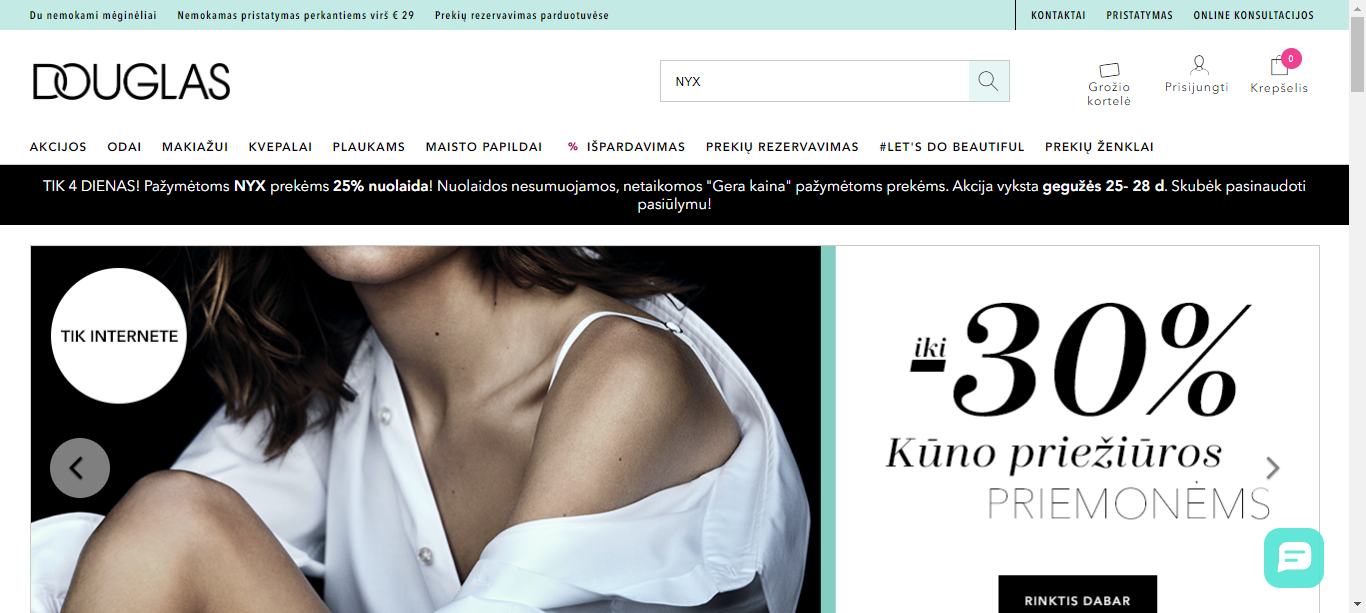 Du nemokami mėginėliai Nemokamas pristatymas perkantiems virš € 29 Prekių rezervavimas parduotuvėse
KONTAKTAI PRISTATYMAS ONLINE KONSULTACIJOS
DOUGLAS
NYX
Grožio
kortelė
Prisijungti
0
Krepšelis
AKCIJOS ODAI MAKIAŽUI KVEPALAI PLAUKAMS MAISTO PAPILDAI % IŠPARDAVIMAS PREKIŲ REZERVAVIMAS #LET'S DO BEAUTIFUL PREKIŲ ŽENKLAI
TIK 4 DIENAS! Pažymėtoms NYX prekėms 25% nuolaida! Nuolaidos nesumuojamos, netaikomos "Gera kaina" pažymėtoms prekėms. Akcija vyksta gegužės 25- 28 d. Skubėk pasinaudoti
pasiūlymu!
TIK INTERNETE
iki
-30%
Kūno priežiūros
PRIEMONĖMS
RINKTIS DABAR